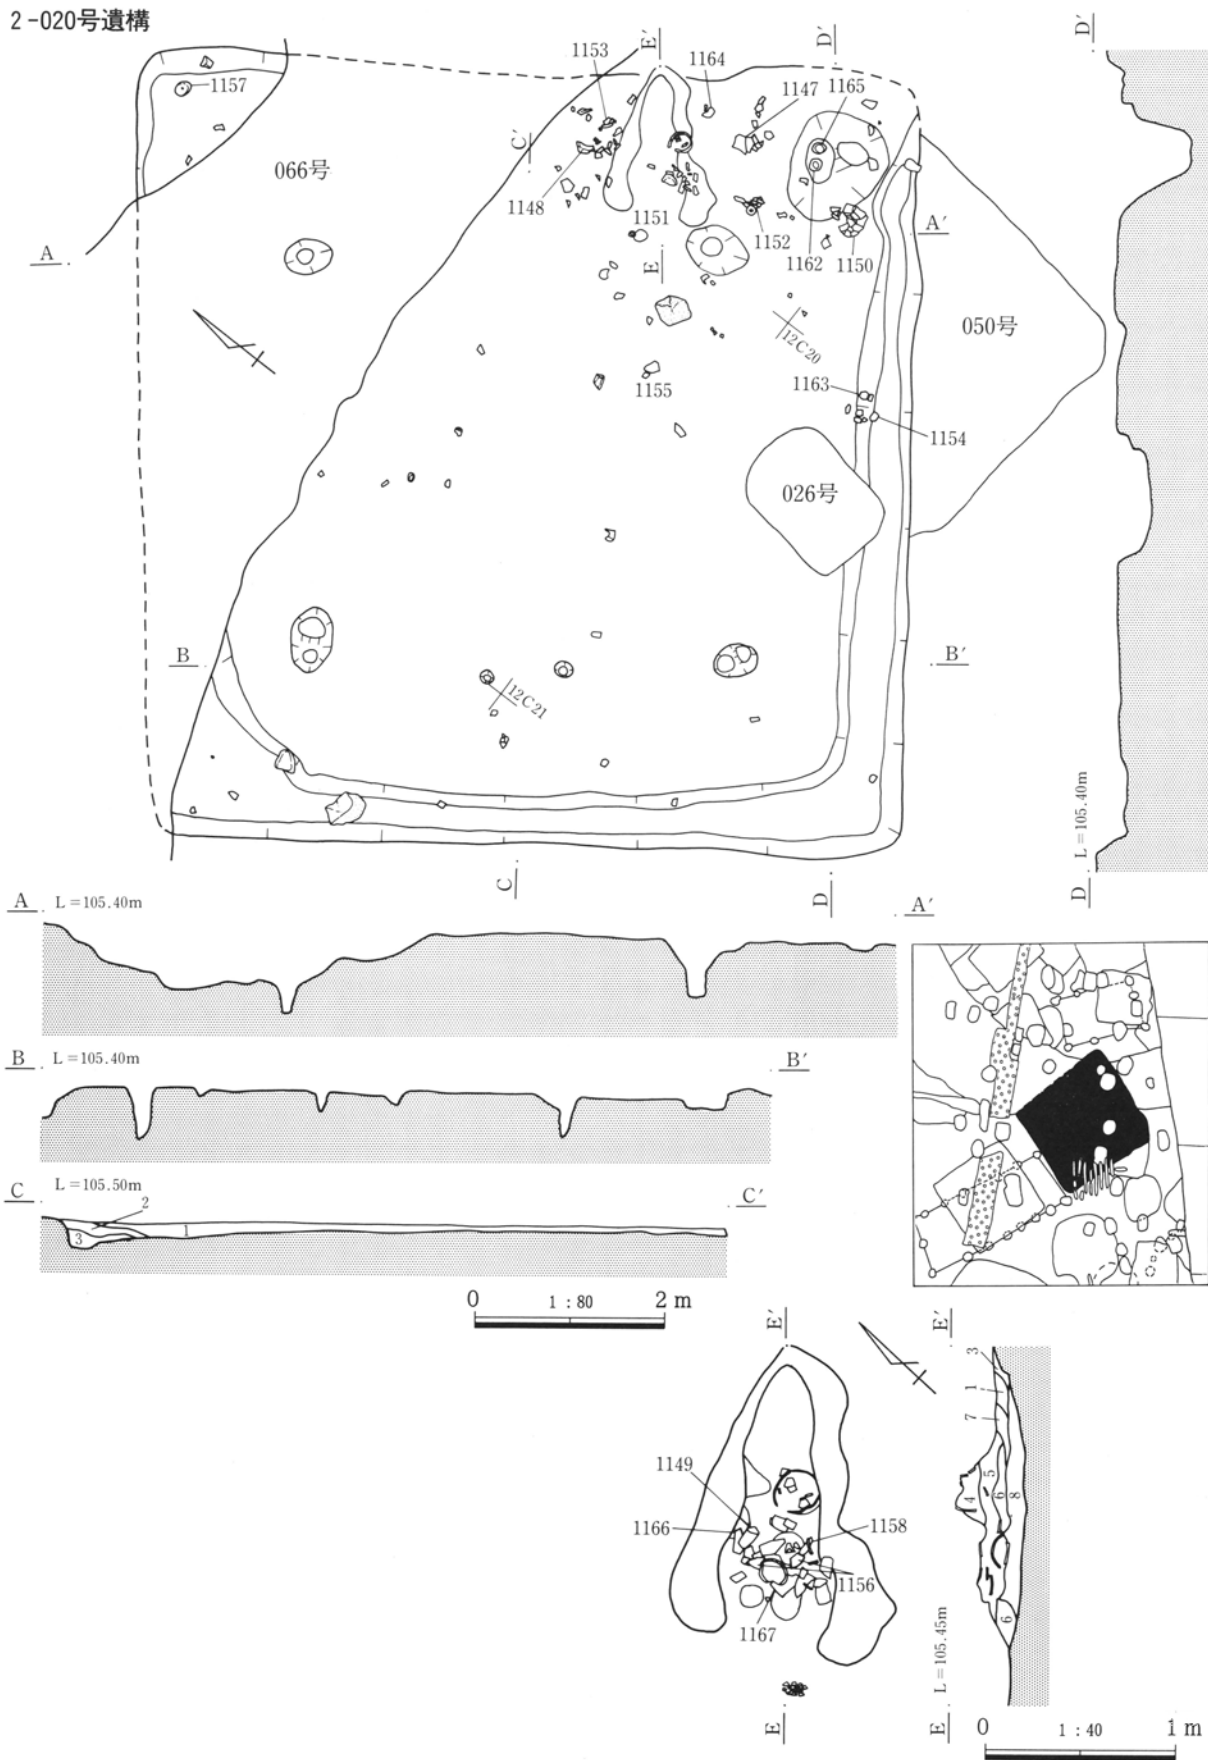 2-020号遺構
E'
D'
D'
1153
1164
1147
1165
1157
C'
066号
1148
1151
1152
1162
1150
A
A'
E
12C20
050号
1155
1163
1154
026号
B
B'
12C21
C
D
D L=105.40m
A L=105.40m
A'
B L=105.40m
B'
C L=105.50m
C'
2
1
3
0 1:80 2m
E'
E'
3
1
7
5
4
6
8
6
1149
1166
1158
1156
1167
E
E L=105.45m
0 1:40 1m